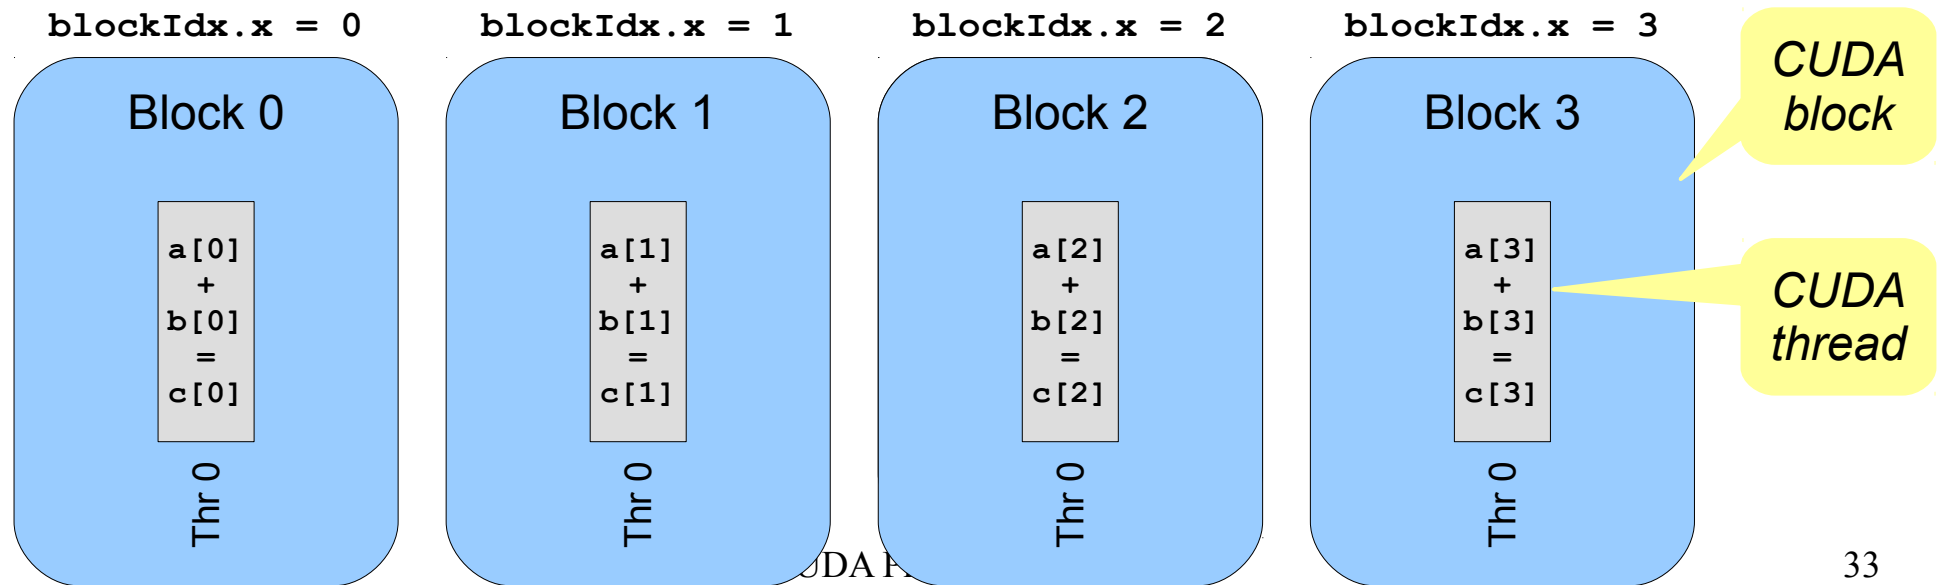 blockIdx.x = 0
blockIdx.x = 1
blockIdx.x = 2
blockIdx.x = 3
Block 0
a[0]
+
b[0]
=
c[0]
Thr 0
Block 1
a[1]
+
b[1]
=
c[1]
Thr 0
Block 2
a[2]
+
b[2]
=
c[2]
Thr 0
Block 3
a[3]
+
b[3]
=
c[3]
Thr 0
CUDA
block
CUDA
thread
33